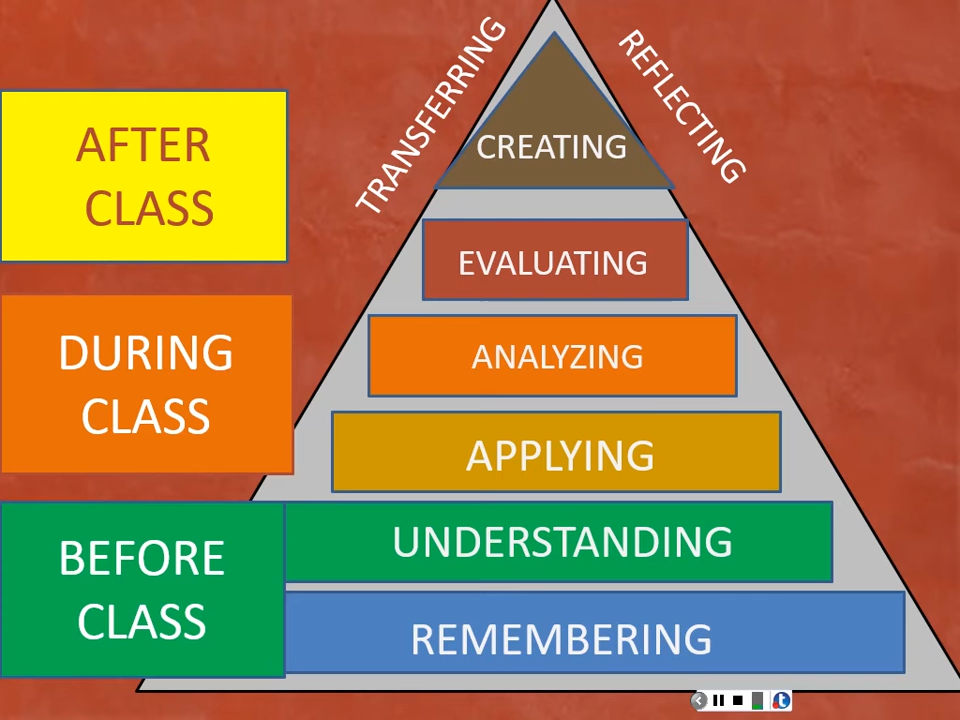 TRANSFERRING
REFLECTING
CREATING
AFTER
CLASS
EVALUATING
DURING
CLASS
ANALYZING
APPLYING
BEFORE
CLASS
UNDERSTANDING
REMEMBERING
t